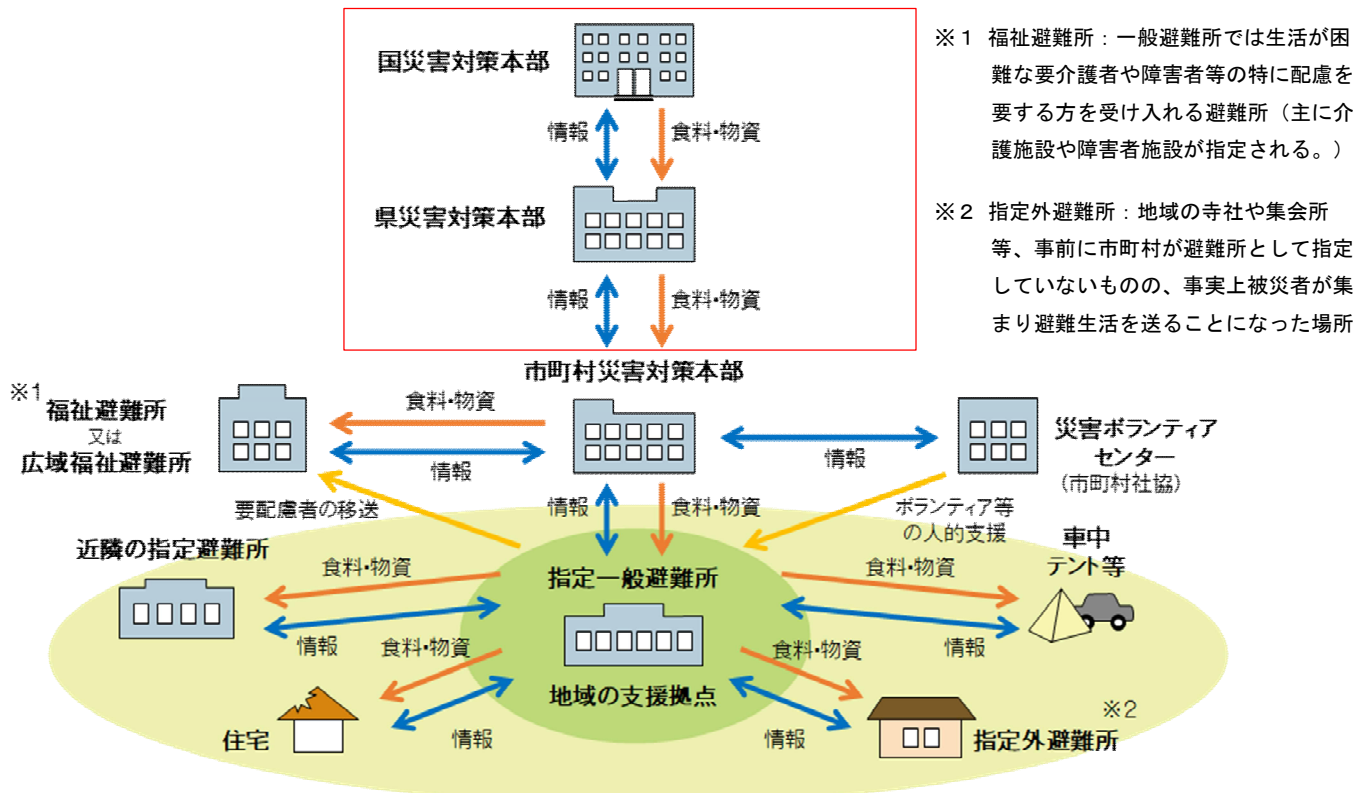 国災害対策本部
情報
食料・物資
県災害対策本部
情報
食料・物資
※１ 福祉避難所：一般避難所では生活が困
難な要介護者や障害者等の特に配慮を
要する方を受け入れる避難所（主に介
護施設や障害者施設が指定される。）
※２ 指定外避難所：地域の寺社や集会所
等、事前に市町村が避難所として指定
していないものの、事実上被災者が集
まり避難生活を送ることになった場所
市町村災害対策本部
※1
福祉避難所
又は
広域福祉避難所
食料・物資
情報
情報
災害ボランティア
センター
（市町村社協）
要配慮者の移送
情報
食料・物資
ボランティア等
の人的支援
近隣の指定避難所
食料・物資
情報
指定一般避難所
地域の支援拠点
食料・物資
情報
車中
テント等
食料・物資
情報
住宅
食料・物資
情報
※2
指定外避難所